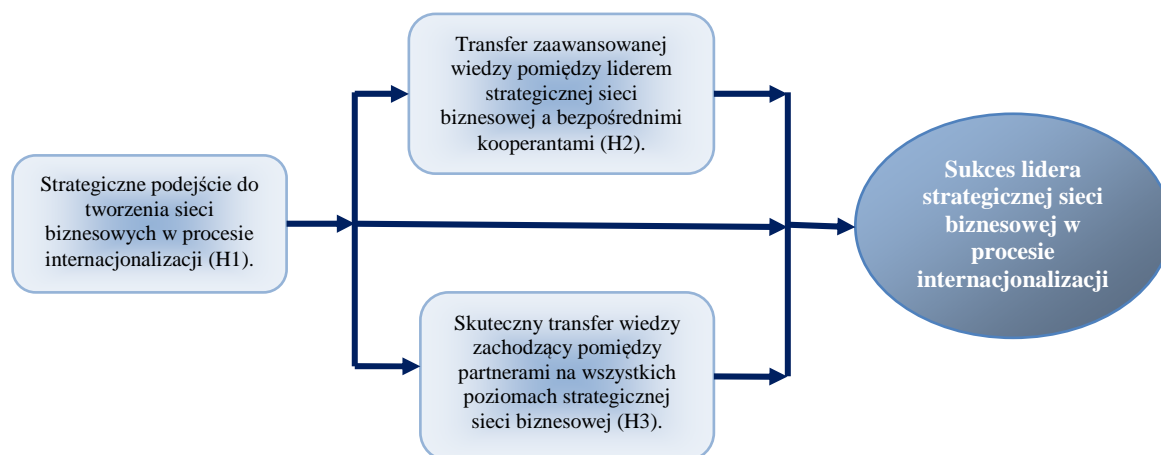 Transfer zaawansowanej
wiedzy pomiędzy liderem
strategicznej sieci
biznesowej a bezpośrednimi
kooperantami (H2).
Strategiczne podejście do
tworzenia sieci
biznesowych w procesie
internacjonalizacji (H1).
Sukces lidera
strategicznej sieci
biznesowej w
procesie
internacjonalizacji
Skuteczny transfer wiedzy
zachodzący pomiędzy
partnerami na wszystkich
poziomach strategicznej
sieci biznesowej (H3).